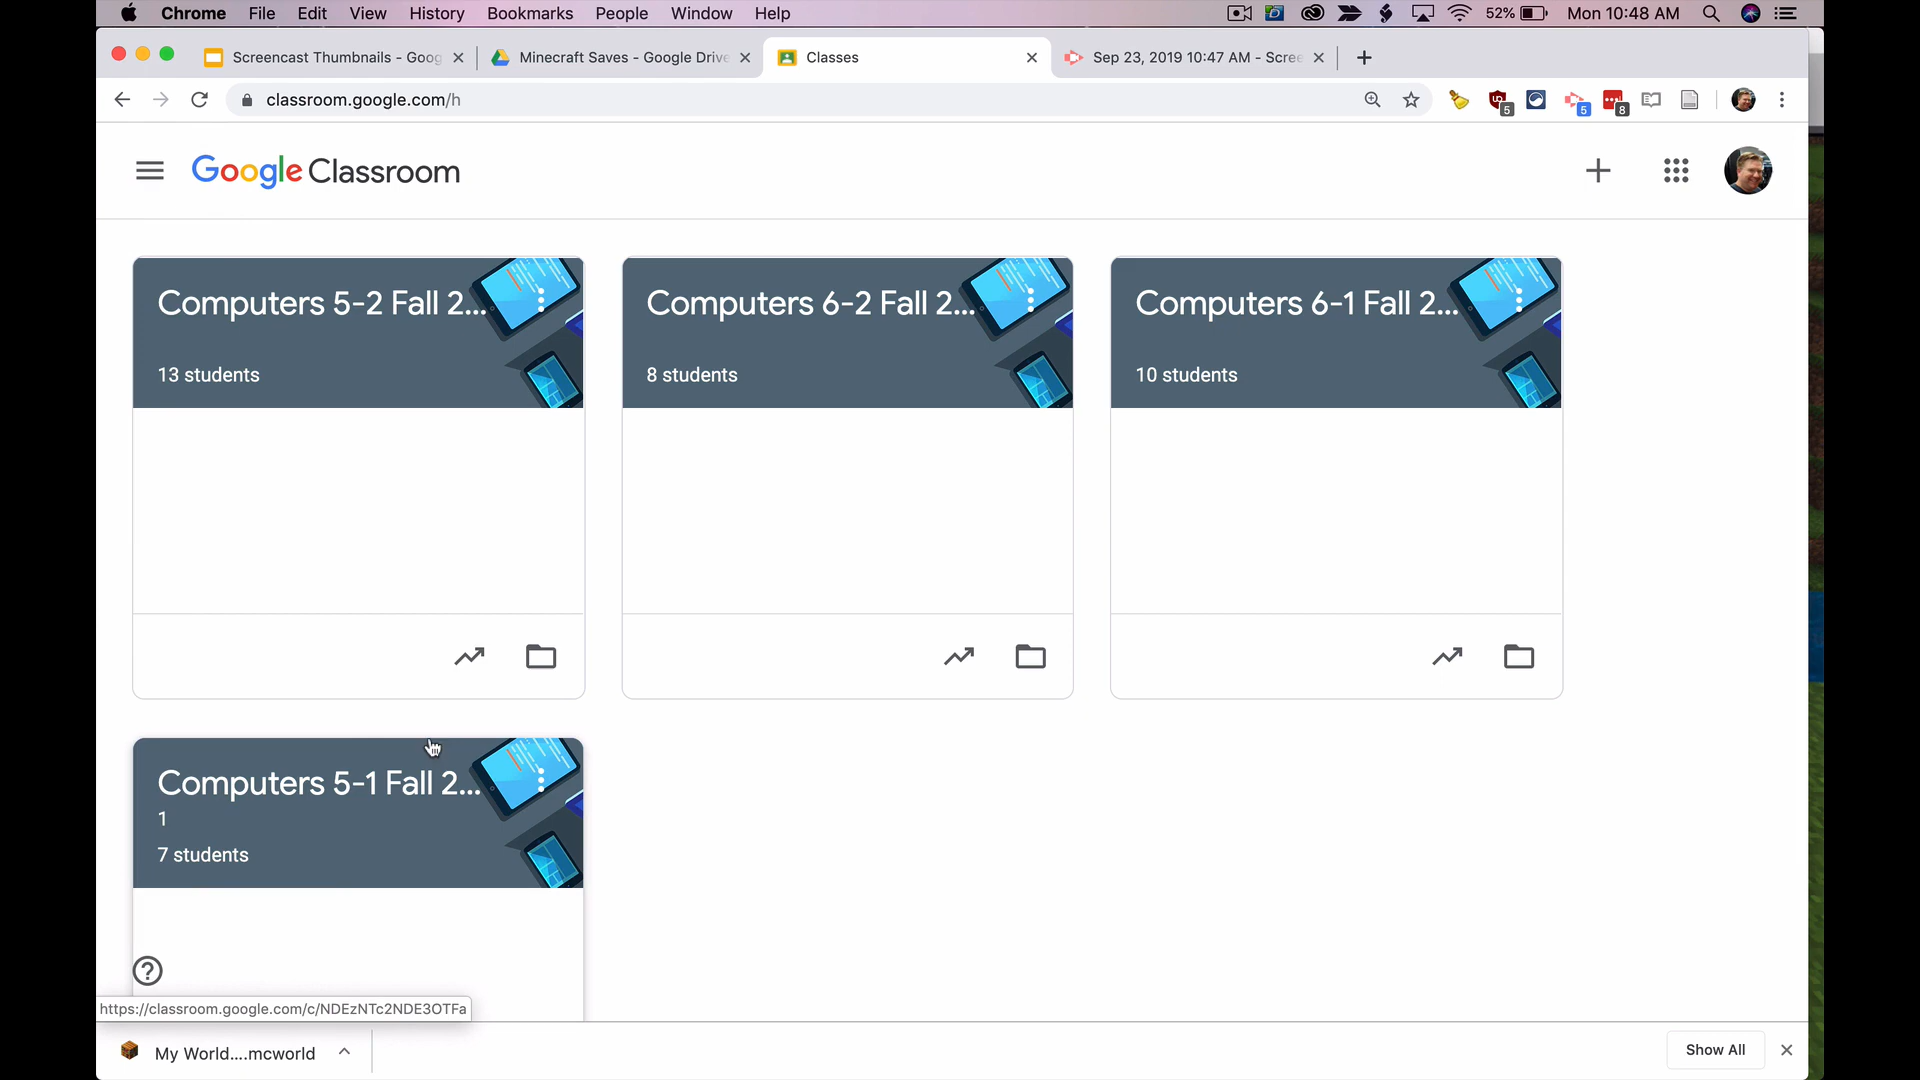 Chrome File Edit View History Bookmarks People Window Help 52% Mon 10:48 AM
Screencast Thumbnails - Goog Minecraft Saves - Google Drive Classes Sep 23, 2019 10:47 AM - Scree
classroom.google.com/h 5 5 8
Google Classroom
Computers 5-2 Fall 2...
13 students
Computers 6-2 Fall 2...
8 students
Computers 6-1 Fall 2...
10 students
Computers 5-1 Fall 2...
1
7 students
https://classroom.google.com/c/NDEzNTc2NDE3OTFa
My World....mcworld Show All